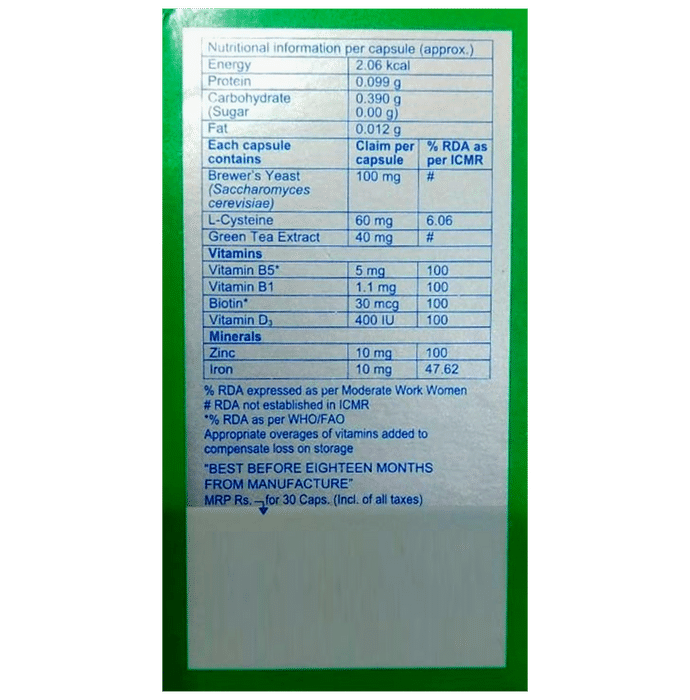 Nutritional information per capsule (approx.)
Energy 2.06 kcal
Protein 0.099 g
Carbohydrate 0.390 g
(Sugar 0.00 g)
Fat 0.012 g
Each capsule Claim per % RDA as
contains capsule per ICMR
Brewer's Yeast 100 mg #
(Saccharomyces
cerevisiae)
L-Cysteine 60 mg 6.06
Green Tea Extract 40 mg #
Vitamins
Vitamin B5* 5 mg 100
Vitamin B1 1.1 mg 100
Biotin* 30 mcg 100
Vitamin D₃ 400 IU 100
Minerals
Zinc 10 mg 100
Iron 10 mg 47.62
% RDA expressed as per Moderate Work Women
# RDA not established in ICMR
*% RDA as per WHO/FAO
Appropriate overages of vitamins added to
compensate loss on storage
"BEST BEFORE EIGHTEEN MONTHS
FROM MANUFACTURE"
MRP Rs. for 30 Caps. (Incl. of all taxes)